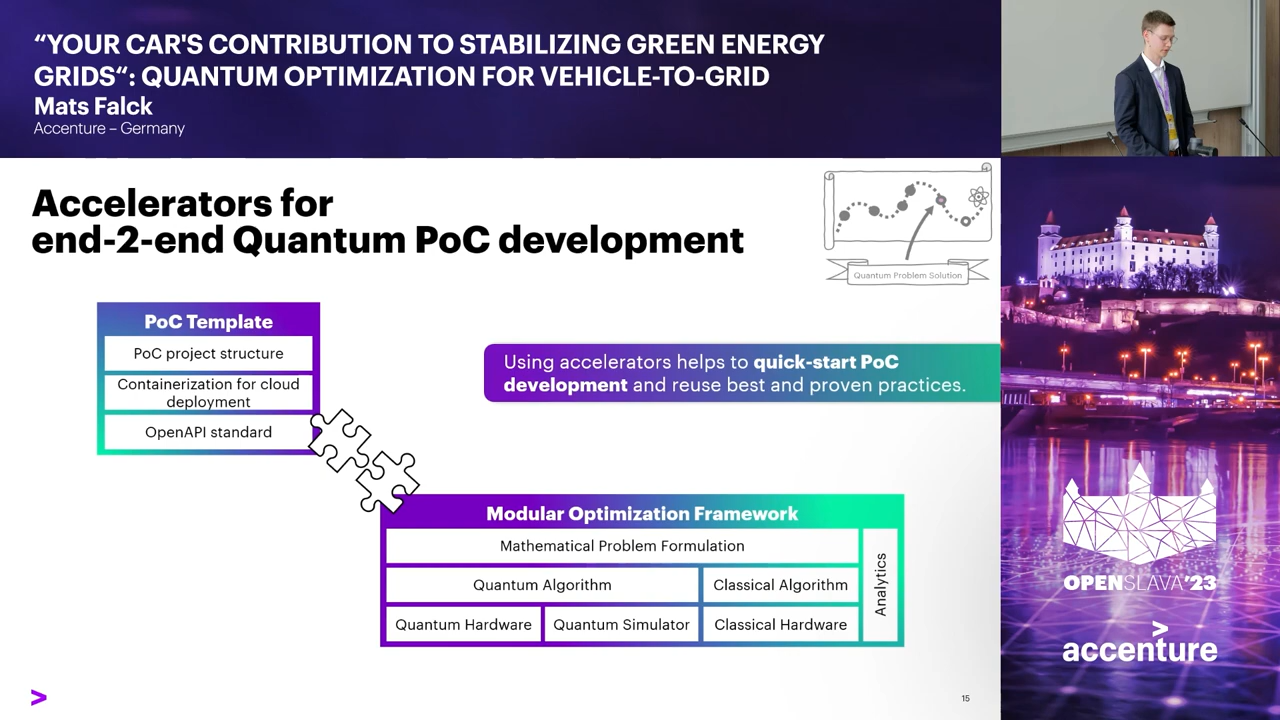 “YOUR CAR'S CONTRIBUTION TO STABILIZING GREEN ENERGY
GRIDS“: QUANTUM OPTIMIZATION FOR VEHICLE-TO-GRID
Mats Falck
Accenture – Germany
Accelerators for
end-2-end Quantum PoC development
Quantum Problem Solution
PoC Template
PoC project structure
Containerization for cloud
deployment
OpenAPI standard
Using accelerators helps to quick-start PoC
development and reuse best and proven practices.
Modular Optimization Framework
Mathematical Problem Formulation
Quantum Algorithm
Classical Algorithm
Analytics
Quantum Hardware
Quantum Simulator
Classical Hardware
15
OPENSLAVA'23
accenture